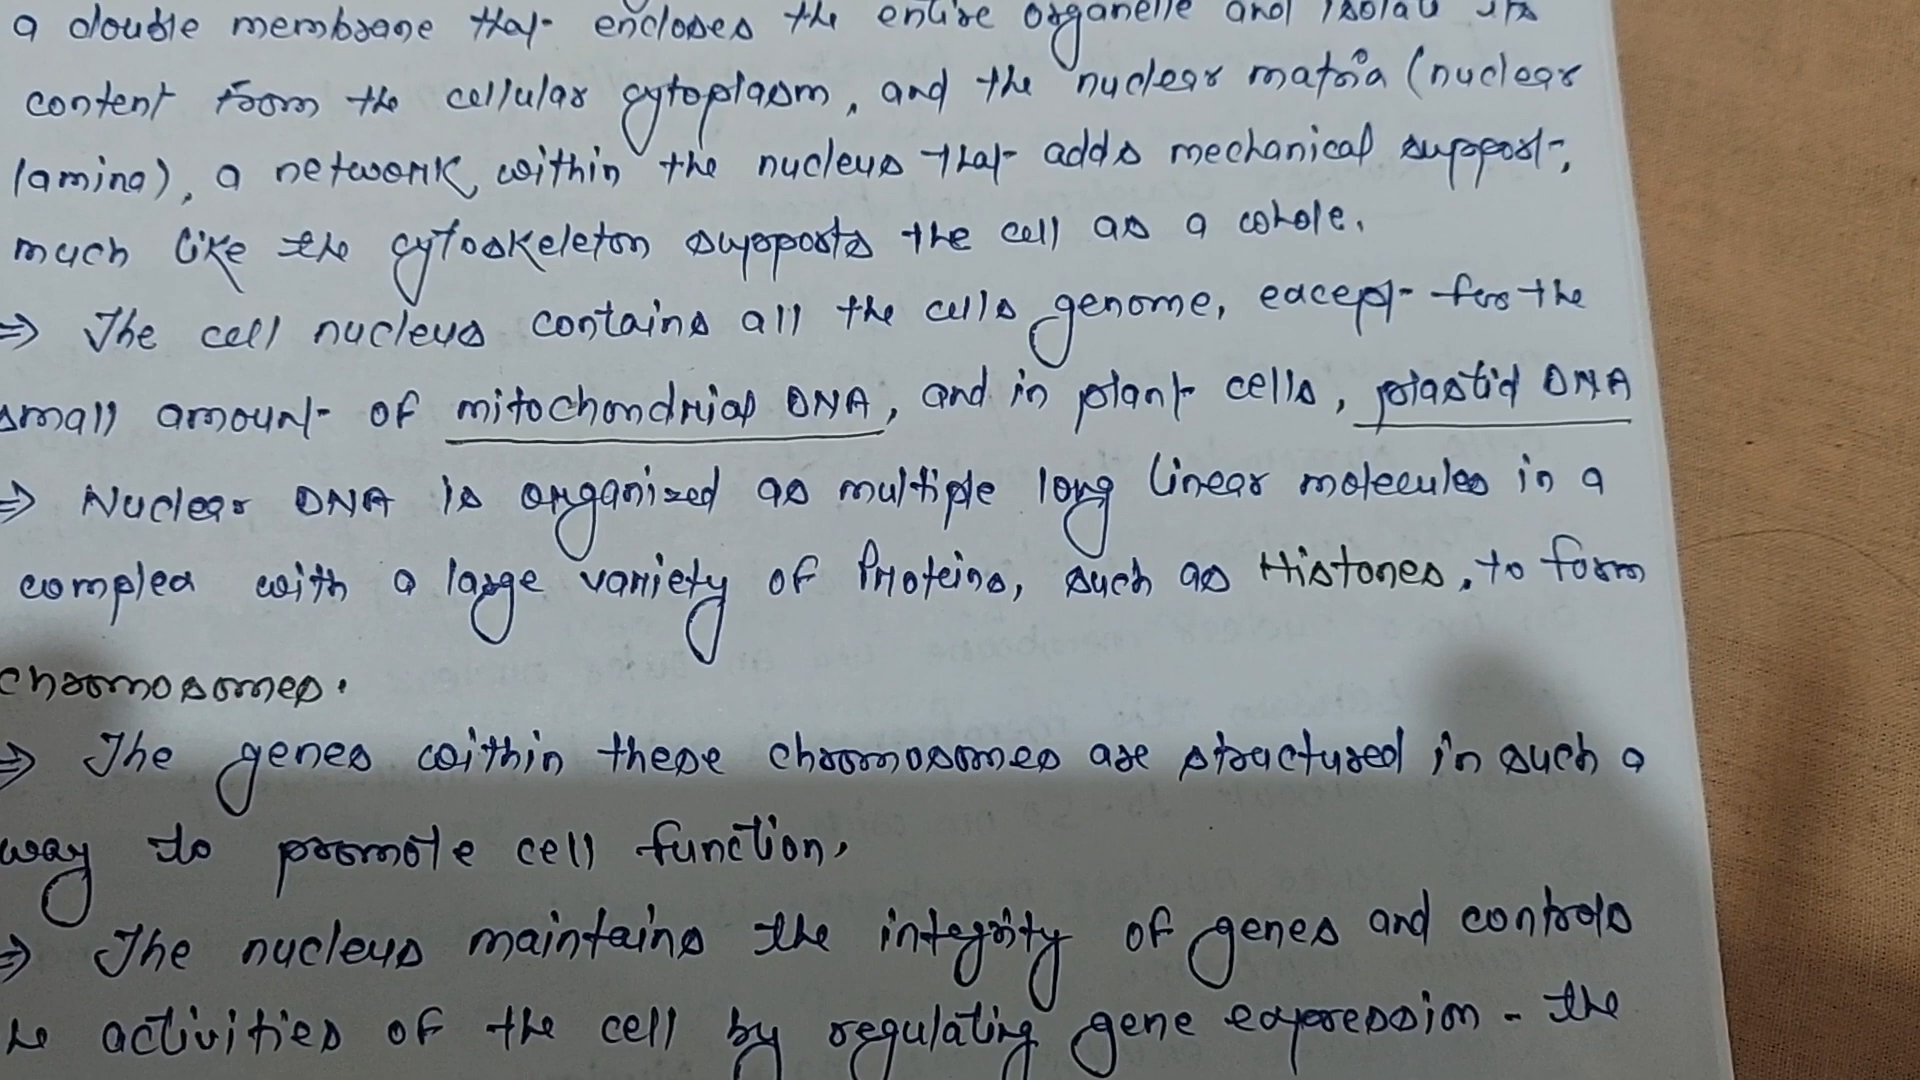 a double membrane that encloses the entire organelle and isolate its
content from the cellular cytoplasm, and the nuclear matrix (nuclear
lamina), a network within the nucleus that adds mechanical support,
much like the cytoskeleton supports the cell as a whole.
⇒ The cell nucleus contains all the cells genome, except for the
small amount of mitochondrial DNA, and in plant cells, plastid DNA
⇒ Nuclear DNA is organized as multiple long linear molecules in a
complex with a large variety of Proteins, such as Histones, to form
chromosomes.
⇒ The genes within these chromosomes are structured in such a
way to promote cell function,
⇒ The nucleus maintains the integrity of genes and controls
he activities of the cell by regulating gene expression - the